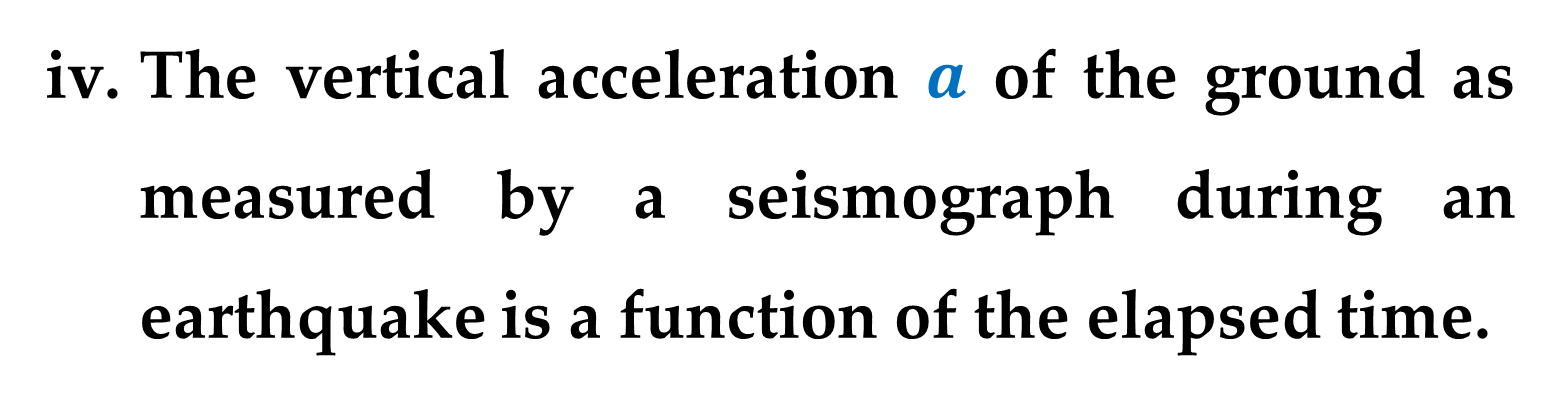 iv. The vertical acceleration a of the ground as
measured by a seismograph during an
earthquake is a function of the elapsed time.